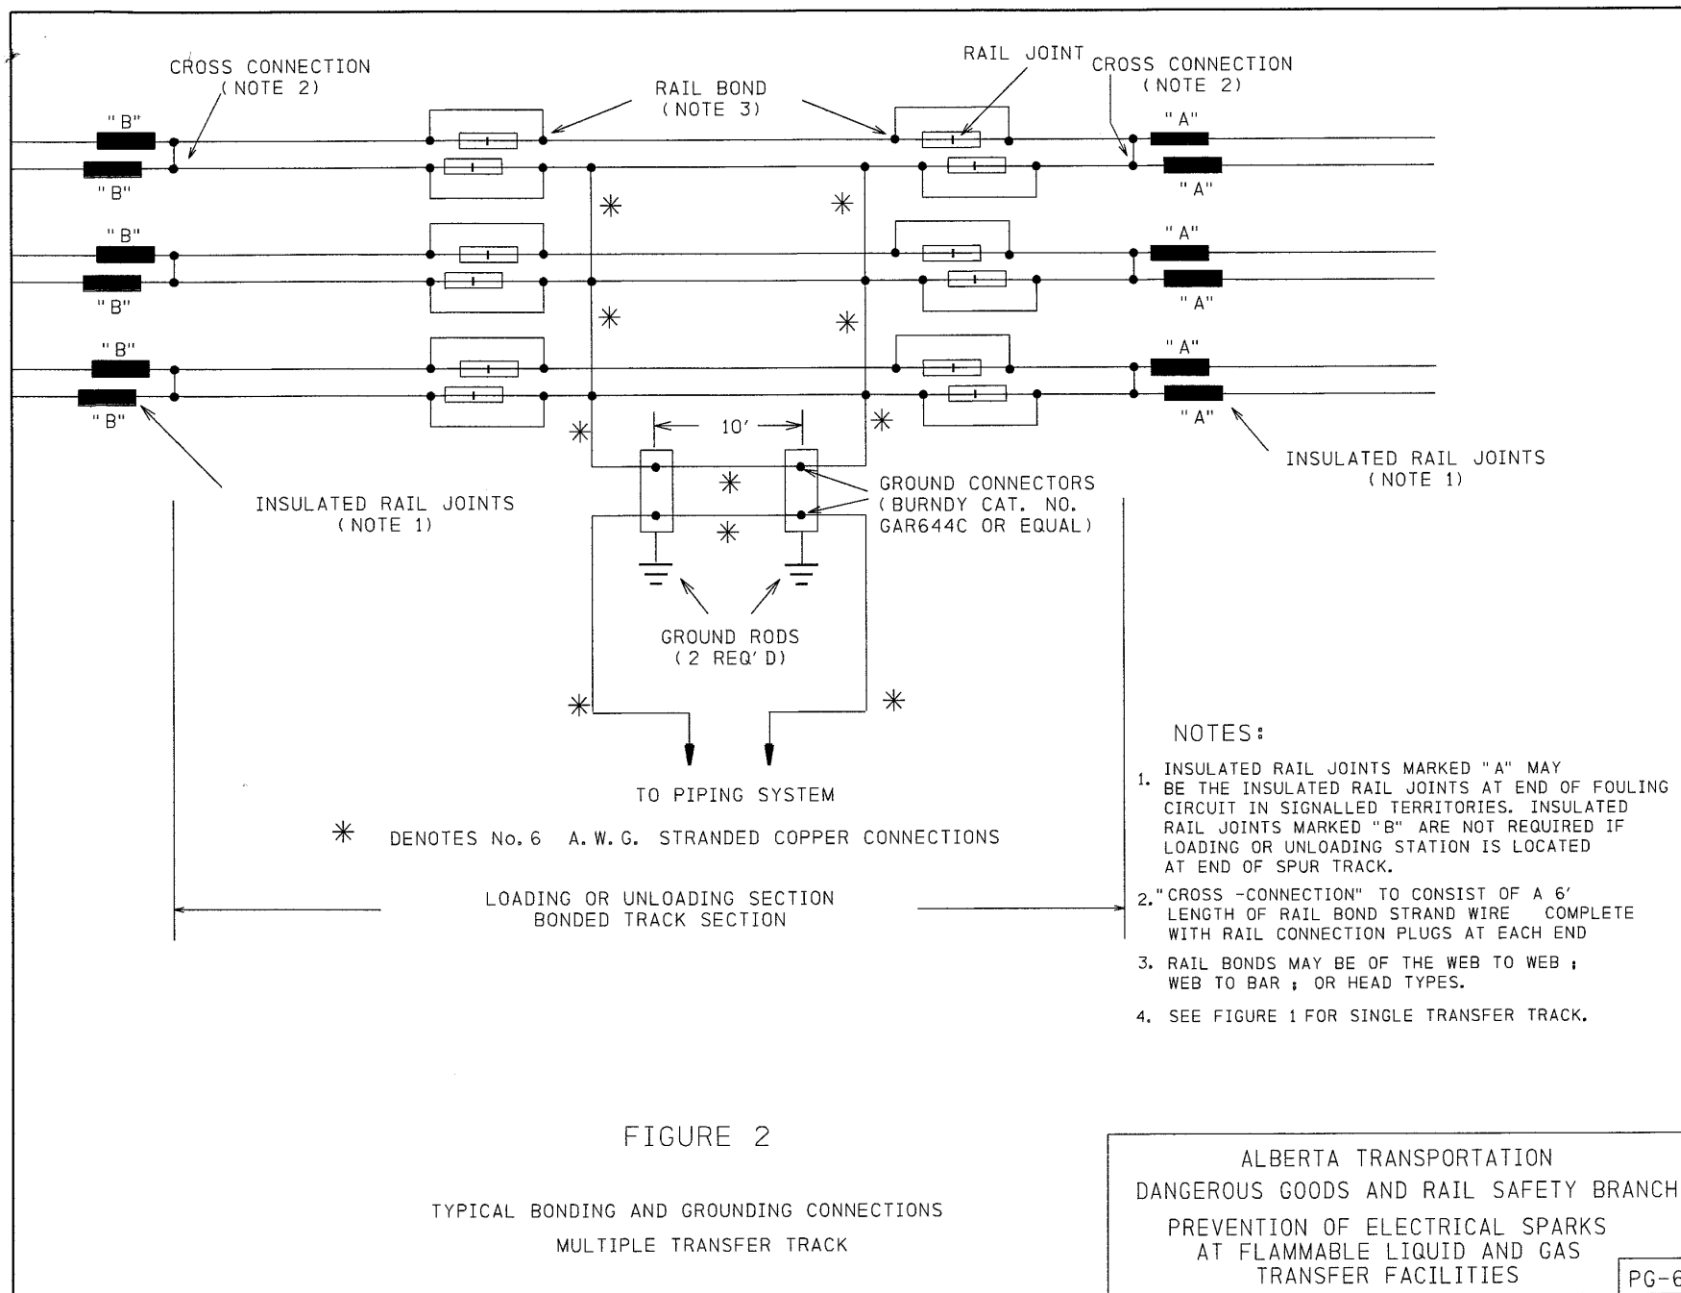 CROSS CONNECTION
(NOTE 2)
RAIL BOND
(NOTE 3)
RAIL JOINT
CROSS CONNECTION
(NOTE 2)
"B"
"A"
"B"
"A"
"B"
"A"
"B"
"A"
"B"
"A"
"B"
"A"
10'
INSULATED RAIL JOINTS
(NOTE 1)
GROUND CONNECTORS
(BURNDY CAT. NO.
GAR644C OR EQUAL)
INSULATED RAIL JOINTS
(NOTE 1)
GROUND RODS
(2 REQ'D)
TO PIPING SYSTEM
DENOTES No.6 A.W.G. STRANDED COPPER CONNECTIONS
LOADING OR UNLOADING SECTION
BONDED TRACK SECTION
NOTES:
1. INSULATED RAIL JOINTS MARKED "A" MAY
BE THE INSULATED RAIL JOINTS AT END OF FOULING
CIRCUIT IN SIGNALLED TERRITORIES. INSULATED
RAIL JOINTS MARKED "B" ARE NOT REQUIRED IF
LOADING OR UNLOADING STATION IS LOCATED
AT END OF SPUR TRACK.
2. "CROSS -CONNECTION" TO CONSIST OF A 6'
LENGTH OF RAIL BOND STRAND WIRE COMPLETE
WITH RAIL CONNECTION PLUGS AT EACH END
3. RAIL BONDS MAY BE OF THE WEB TO WEB ;
WEB TO BAR ; OR HEAD TYPES.
4. SEE FIGURE 1 FOR SINGLE TRANSFER TRACK.
FIGURE 2
TYPICAL BONDING AND GROUNDING CONNECTIONS
MULTIPLE TRANSFER TRACK
ALBERTA TRANSPORTATION
DANGEROUS GOODS AND RAIL SAFETY BRANCH
PREVENTION OF ELECTRICAL SPARKS
AT FLAMMABLE LIQUID AND GAS
TRANSFER FACILITIES
PG-6